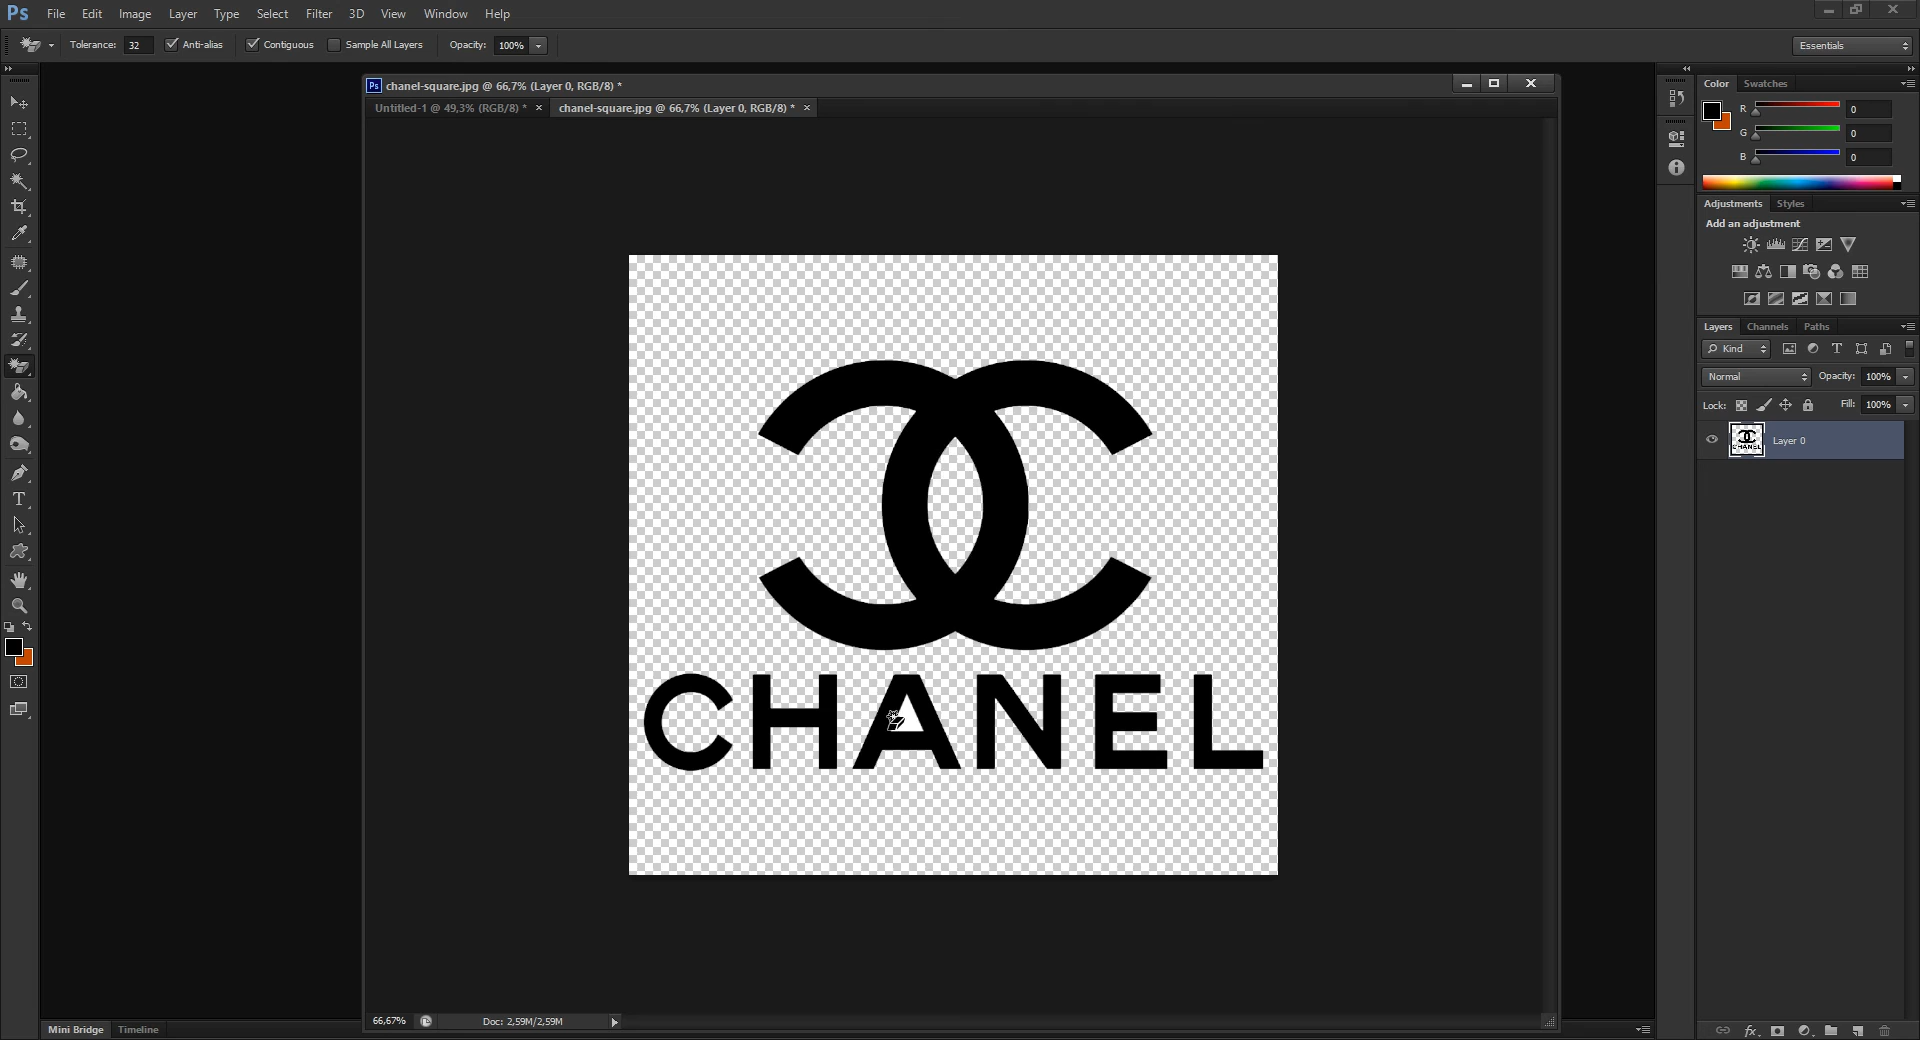 Ps File Edit Image Layer Type Select Filter 3D View Window Help
Tolerance: 32 Anti-alias Contiguous Sample All Layers Opacity: 100% Essentials
Ps chanel-square.jpg @ 66,7% (Layer 0, RGB/8) *
Untitled-1 @ 49,3% (RGB/8) * × chanel-square.jpg @ 66,7% (Layer 0, RGB/8) * ×
Color Swatches
R 0
G 0
B 0
Adjustments Styles
Add an adjustment
Layers Channels Paths
Kind
Normal Opacity: 100%
Lock: Fill: 100%
CHANEL
Layer 0
T
CHANEL
66,67% Doc: 2,59M/2,59M
Mini Bridge Timeline
fx